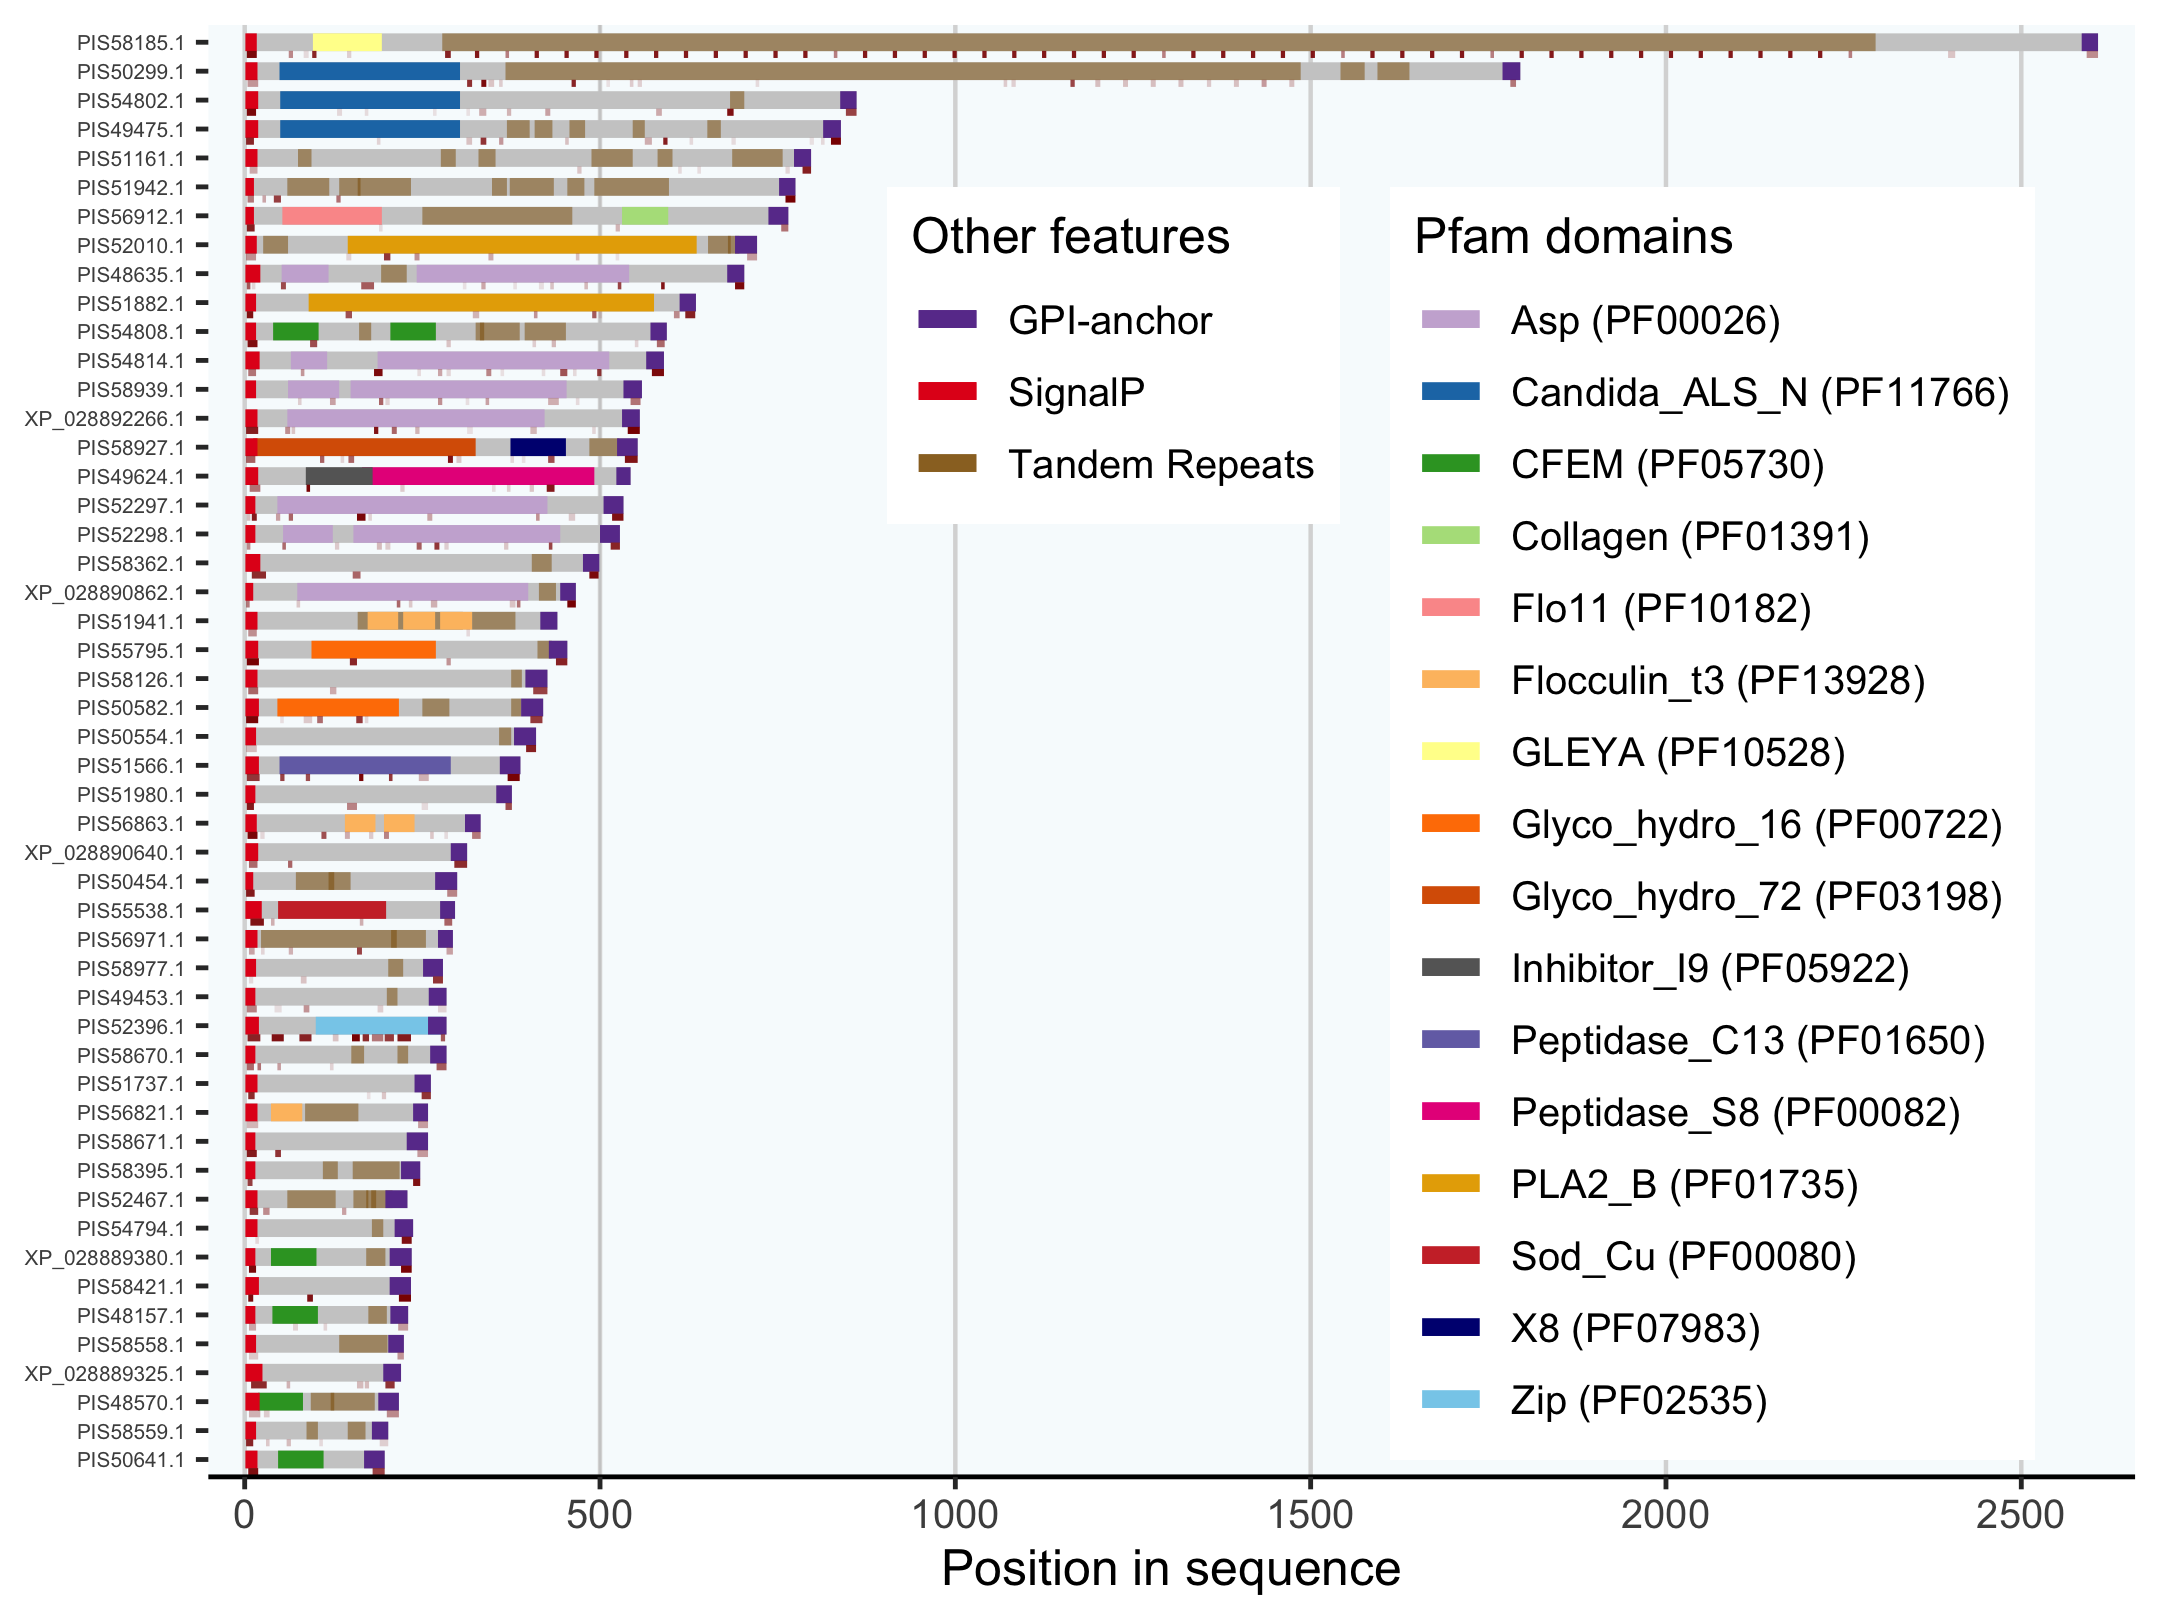 PIS58185.1
PIS50299.1
PIS54802.1
PIS49475.1
PIS51161.1
PIS51942.1
PIS56912.1
PIS52010.1
PIS48635.1
PIS51882.1
PIS54808.1
PIS54814.1
PIS58939.1
XP_028892266.1
PIS58927.1
PIS49624.1
PIS52297.1
PIS52298.1
PIS58362.1
XP_028890862.1
PIS51941.1
PIS55795.1
PIS58126.1
PIS50582.1
PIS50554.1
PIS51566.1
PIS51980.1
PIS56863.1
XP_028890640.1
PIS50454.1
PIS55538.1
PIS56971.1
PIS58977.1
PIS49453.1
PIS52396.1
PIS58670.1
PIS51737.1
PIS56821.1
PIS58671.1
PIS58395.1
PIS52467.1
PIS54794.1
XP_028889380.1
PIS58421.1
PIS48157.1
PIS58558.1
XP_028889325.1
PIS48570.1
PIS58559.1
PIS50641.1
Other features
GPI-anchor
SignalP
Tandem Repeats
Pfam domains
Asp (PF00026)
Candida_ALS_N (PF11766)
CFEM (PF05730)
Collagen (PF01391)
Flo11 (PF10182)
Flocculin_t3 (PF13928)
GLEYA (PF10528)
Glyco_hydro_16 (PF00722)
Glyco_hydro_72 (PF03198)
Inhibitor_I9 (PF05922)
Peptidase_C13 (PF01650)
Peptidase_S8 (PF00082)
PLA2_B (PF01735)
Sod_Cu (PF00080)
X8 (PF07983)
Zip (PF02535)
0 500 1000 1500 2000 2500
Position in sequence